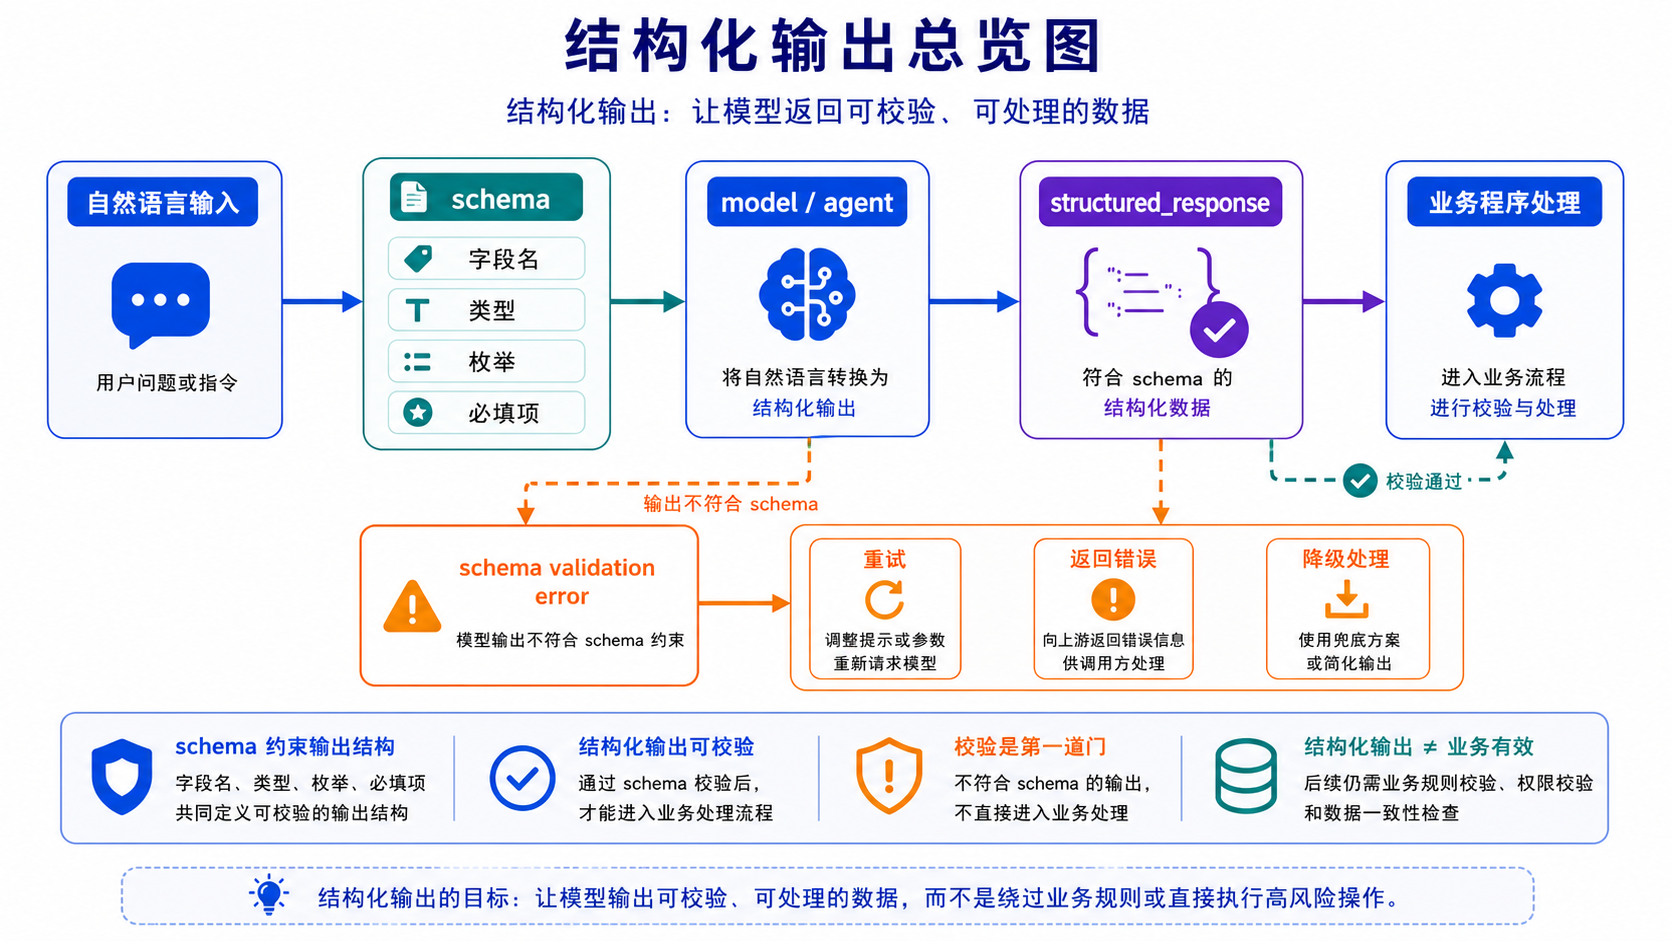 结构化输出总览图
结构化输出：让模型返回可校验、可处理的数据
自然语言输入
用户问题或指令
schema
字段名
类型
枚举
必填项
model / agent
将自然语言转换为
结构化输出
structured_response
符合 schema 的
结构化数据
业务程序处理
进入业务流程
进行校验与处理
输出不符合 schema
校验通过
schema validation
error
模型输出不符合 schema 约束
重试
调整提示或参数
重新请求模型
返回错误
向上游返回错误信息
供调用方处理
降级处理
使用兜底方案
或简化输出
schema 约束输出结构
字段名、类型、枚举、必填项
共同定义可校验的输出结构
结构化输出可校验
通过 schema 校验后，
才能进入业务处理流程
校验是第一道门
不符合 schema 的输出，
不直接进入业务处理
结构化输出 ≠ 业务有效
后续仍需业务规则校验、权限校验
和数据一致性检查
结构化输出的目标：让模型输出可校验、可处理的数据，而不是绕过业务规则或直接执行高风险操作。